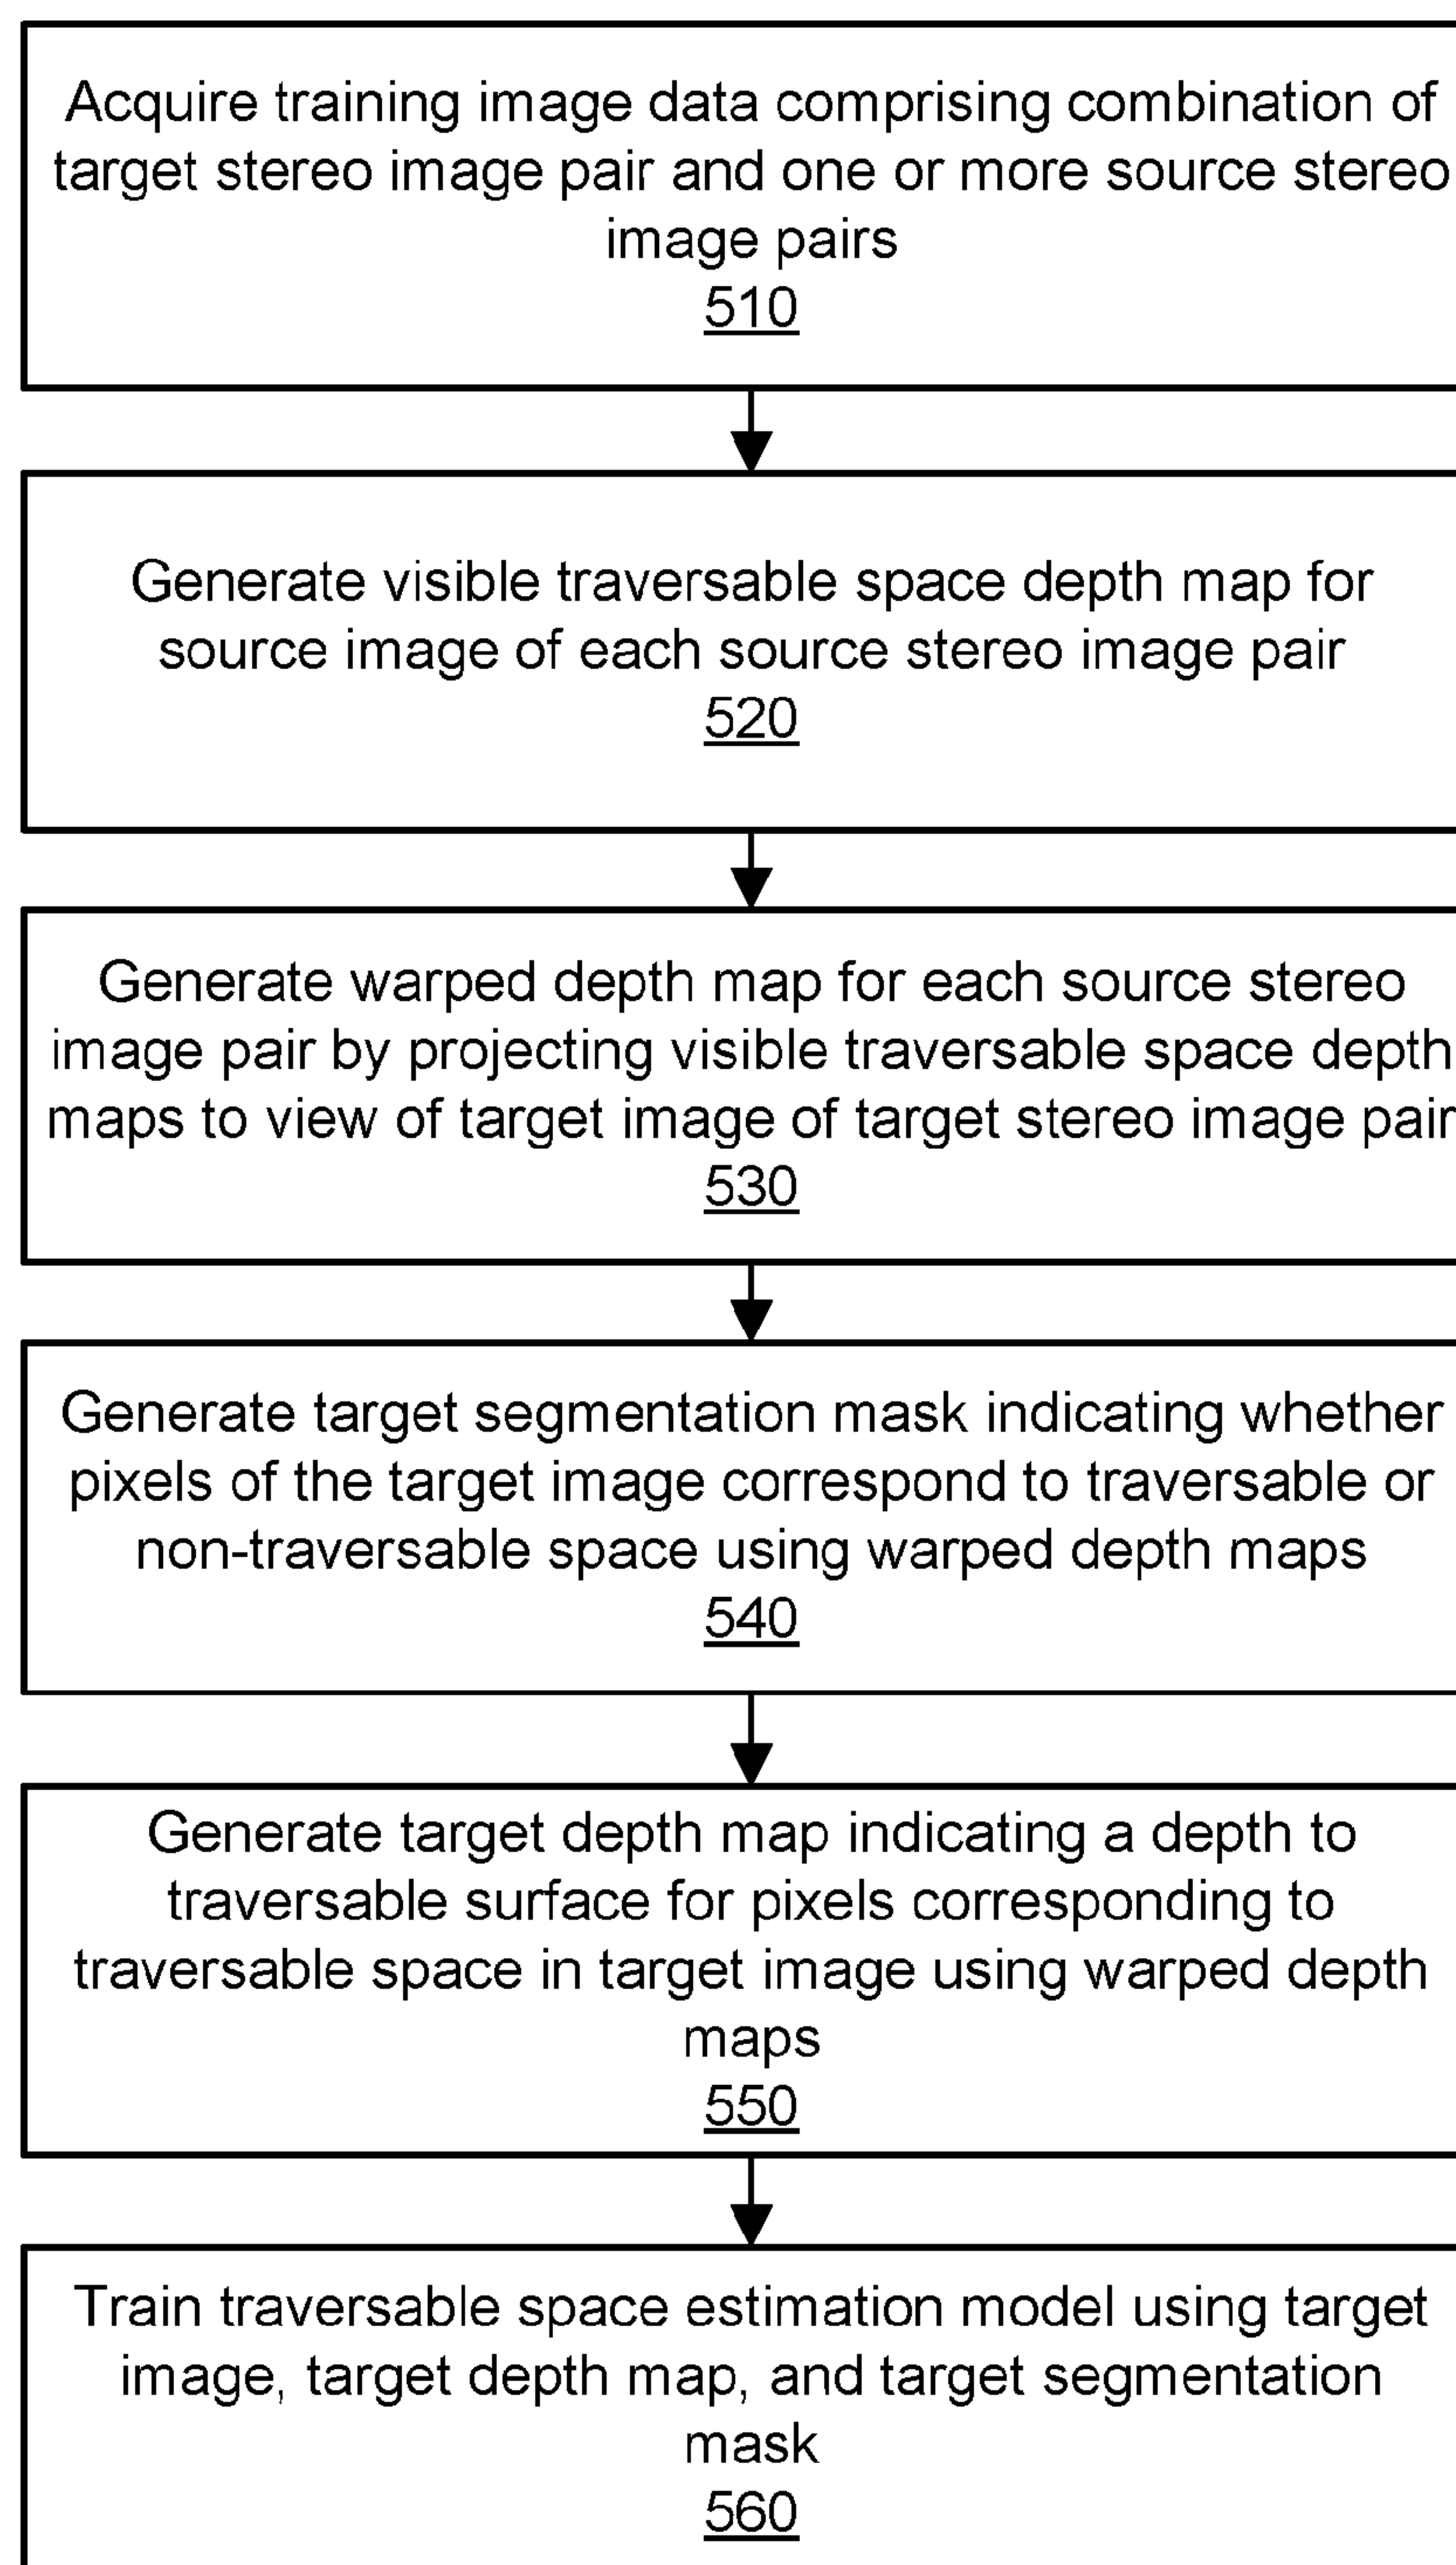 Acquire training image data comprising combination of
target stereo image pair and one or more source stereo
image pairs
510
Generate visible traversable space depth map for
source image of each source stereo image pair
520
Generate warped depth map for each source stereo
image pair by projecting visible traversable space depth
maps to view of target image of target stereo image pair
530
Generate target segmentation mask indicating whether
pixels of the target image correspond to traversable or
non-traversable space using warped depth maps
540
Generate target depth map indicating a depth to
traversable surface for pixels corresponding to
traversable space in target image using warped depth
maps
550
Train traversable space estimation model using target
image, target depth map, and target segmentation
mask
560